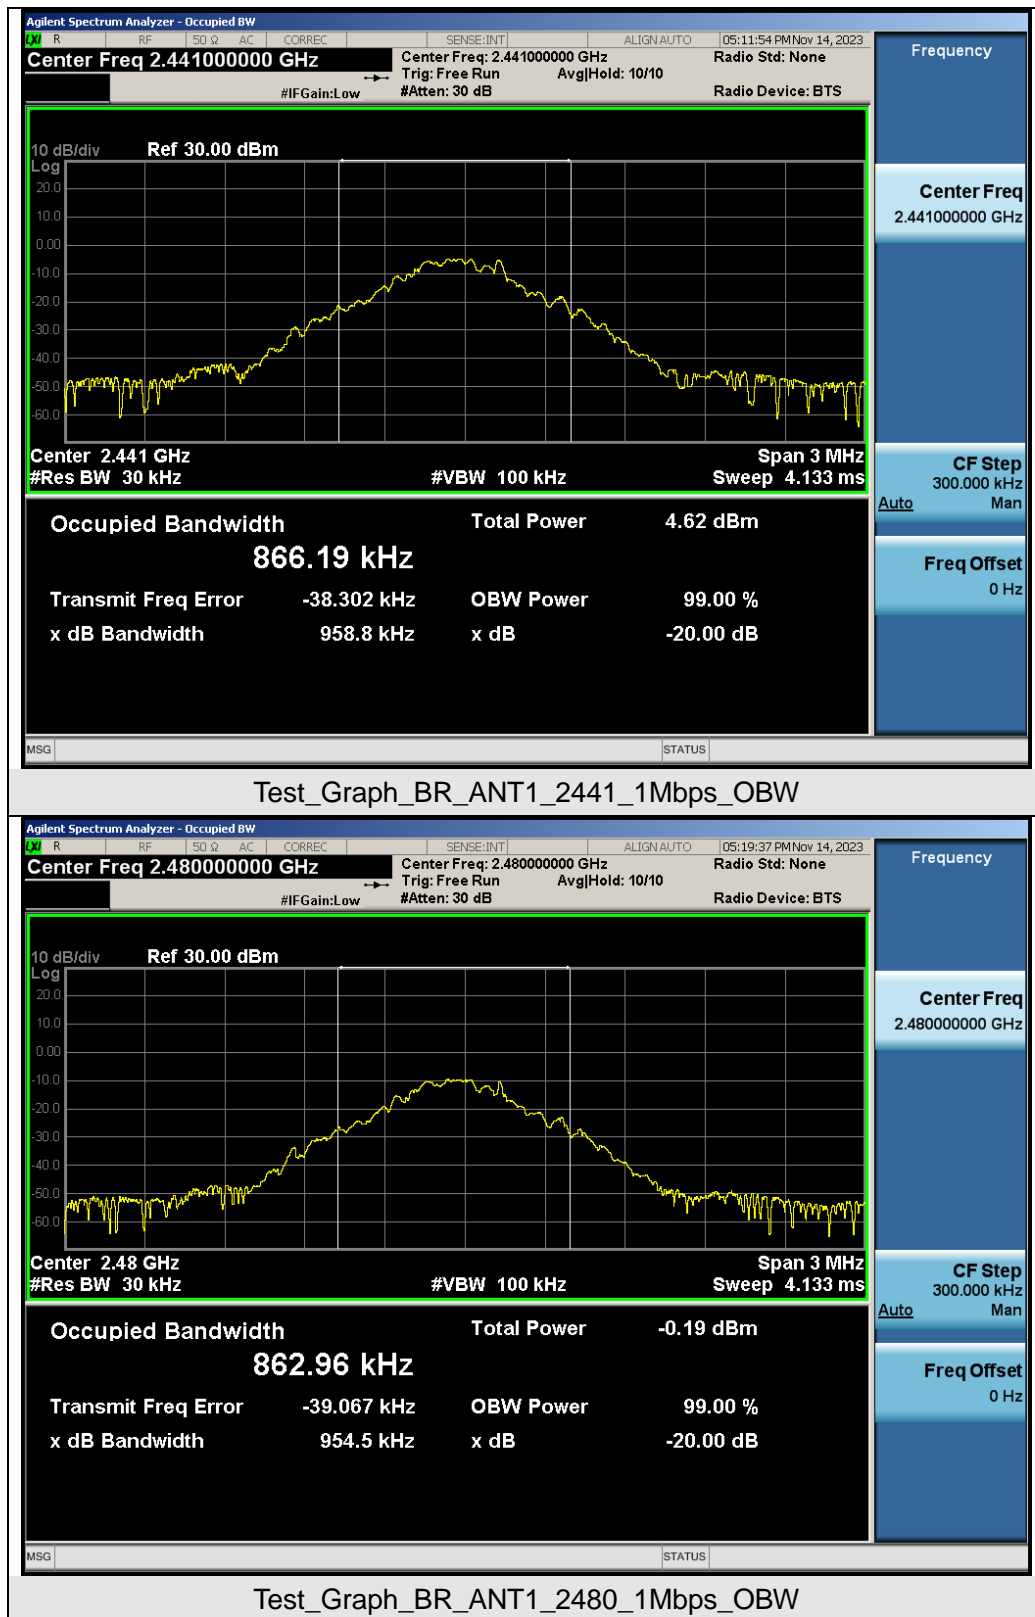 Agilent Spectrum Analyzer - Occupied BW
LXI R RF 50 Ω AC CORREC SENSE:INT ALIGN AUTO 05:11:54 PM Nov 14, 2023
Center Freq 2.441000000 GHz
Center Freq: 2.441000000 GHz Radio Std: None
Trig: Free Run Avg|Hold: 10/10
#IFGain:Low #Atten: 30 dB Radio Device: BTS
Frequency
10 dB/div Ref 30.00 dBm
Log
20.0
10.0
0.00
-10.0
-20.0
-30.0
-40.0
-50.0
-60.0
Center 2.441 GHz Span 3 MHz
#Res BW 30 kHz #VBW 100 kHz Sweep 4.133 ms
Occupied Bandwidth Total Power 4.62 dBm
866.19 kHz
Transmit Freq Error -38.302 kHz OBW Power 99.00 %
x dB Bandwidth 958.8 kHz x dB -20.00 dB
Center Freq
2.441000000 GHz
CF Step
300.000 kHz
Auto Man
Freq Offset
0 Hz
MSG STATUS
Test_Graph_BR_ANT1_2441_1Mbps_OBW
Agilent Spectrum Analyzer - Occupied BW
LXI R RF 50 Ω AC CORREC SENSE:INT ALIGN AUTO 05:19:37 PM Nov 14, 2023
Center Freq 2.480000000 GHz
Center Freq: 2.480000000 GHz Radio Std: None
Trig: Free Run Avg|Hold: 10/10
#IFGain:Low #Atten: 30 dB Radio Device: BTS
Frequency
10 dB/div Ref 30.00 dBm
Log
20.0
10.0
0.00
-10.0
-20.0
-30.0
-40.0
-50.0
-60.0
Center 2.48 GHz Span 3 MHz
#Res BW 30 kHz #VBW 100 kHz Sweep 4.133 ms
Occupied Bandwidth Total Power -0.19 dBm
862.96 kHz
Transmit Freq Error -39.067 kHz OBW Power 99.00 %
x dB Bandwidth 954.5 kHz x dB -20.00 dB
Center Freq
2.480000000 GHz
CF Step
300.000 kHz
Auto Man
Freq Offset
0 Hz
MSG STATUS
Test_Graph_BR_ANT1_2480_1Mbps_OBW